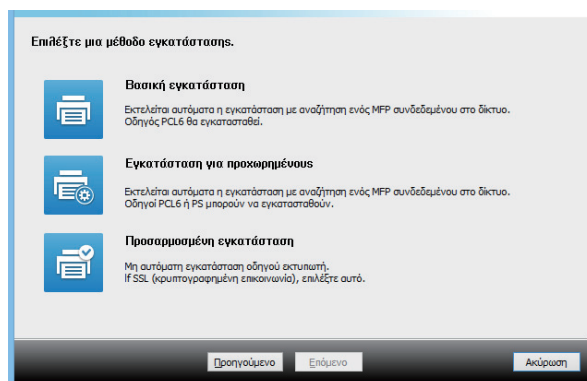 Επιλέξτε μια μέθοδο εγκατάστασης.
Βασική εγκατάσταση
Εκτελείται αυτόματα η εγκατάσταση με αναζήτηση ενός MFP συνδεδεμένου στο δίκτυο.
Οδηγός PCL6 θα εγκατασταθεί.
Εγκατάσταση για προχωρημένους
Εκτελείται αυτόματα η εγκατάσταση με αναζήτηση ενός MFP συνδεδεμένου στο δίκτυο.
Οδηγοί PCL6 ή PS μπορούν να εγκατασταθούν.
Προσαρμοσμένη εγκατάσταση
Μη αυτόματη εγκατάσταση οδηγού εκτυπωτή.
If SSL (κρυπτογραφημένη επικοινωνία), επιλέξτε αυτό.
Προηγούμενο Επόμενο Ακύρωση